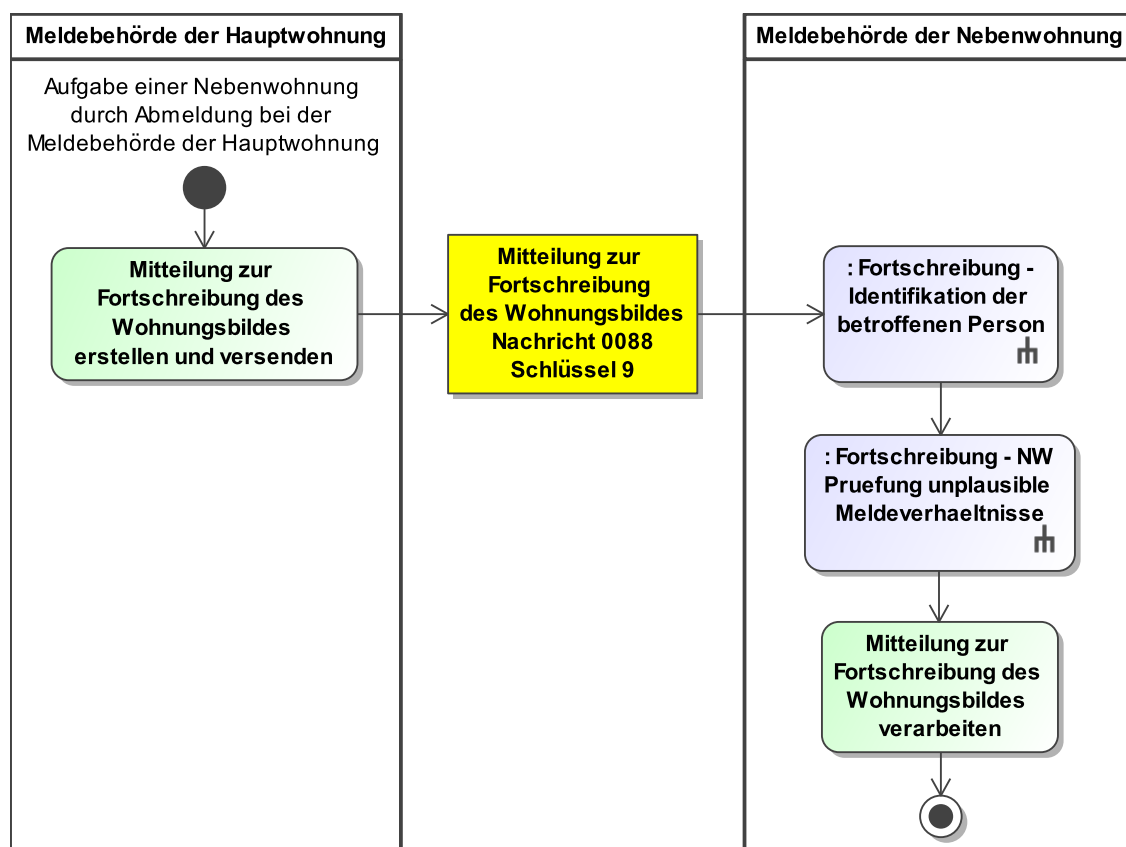 Meldebehörde der Hauptwohnung
Aufgabe einer Nebenwohnung
durch Abmeldung bei der
Meldebehörde der Hauptwohnung
Mitteilung zur
Fortschreibung des
Wohnungsbildes
erstellen und versenden
Mitteilung zur
Fortschreibung
des Wohnungsbildes
Nachricht 0088
Schlüssel 9
Meldebehörde der Nebenwohnung
: Fortschreibung -
Identifikation der
betroffenen Person
: Fortschreibung - NW
Pruefung unplausible
Meldeverhaeltnisse
Mitteilung zur
Fortschreibung des
Wohnungsbildes
verarbeiten